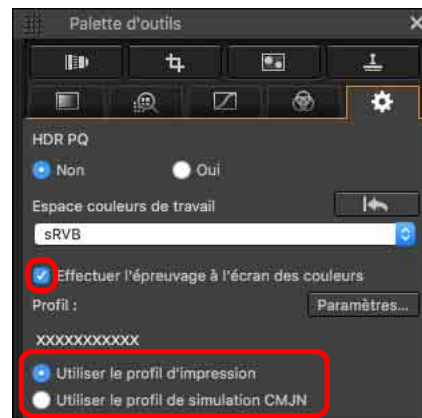 Palette d'outils
HDR PQ
Non Oui
Espace couleurs de travail
sRVB
Effectuer l'épreuvage à l'écran des couleurs
Profil : Paramètres...
xxxxxxxxxxx
Utiliser le profil d'impression
Utiliser le profil de simulation CMJN